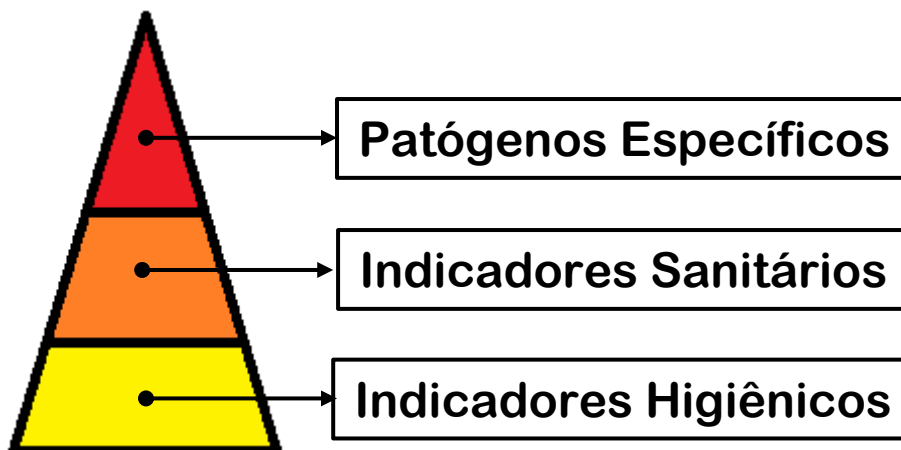 Patógenos Específicos
Indicadores Sanitários
Indicadores Higiênicos